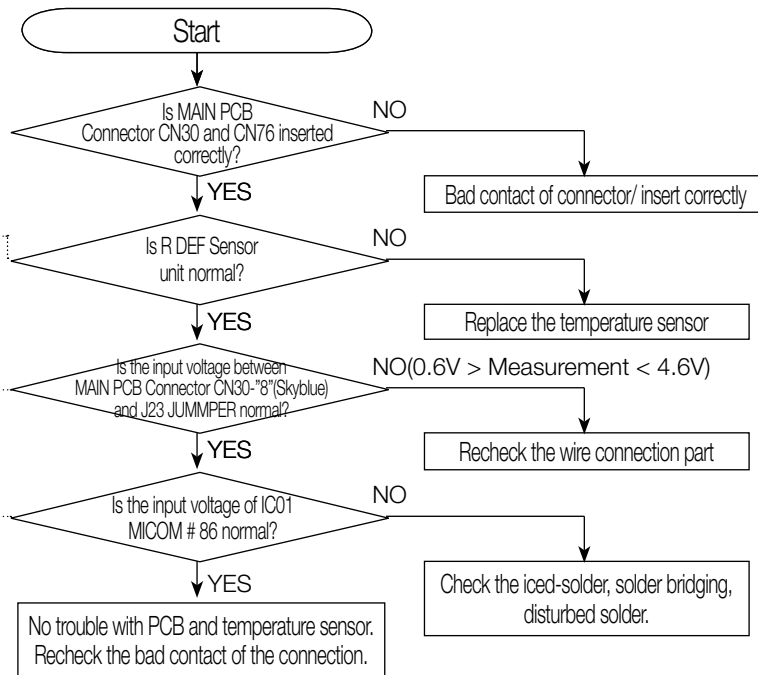 Start
Is MAIN PCB
Connector CN30 and CN76 inserted
correctly?
NO
Bad contact of connector/ insert correctly
YES
Is R DEF Sensor
unit normal?
NO
Replace the temperature sensor
YES
Is the input voltage between
MAIN PCB Connector CN30-"8"(Skyblue)
and J23 JUMMPER normal?
NO(0.6V > Measurement < 4.6V)
Recheck the wire connection part
YES
Is the input voltage of IC01
MICOM # 86 normal?
NO
Check the iced-solder, solder bridging,
disturbed solder.
YES
No trouble with PCB and temperature sensor.
Recheck the bad contact of the connection.